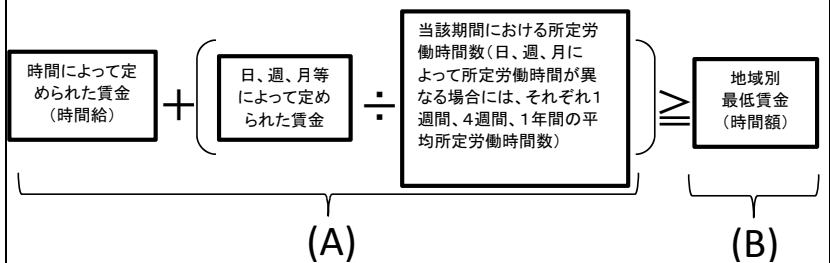 時間によって定
められた賃金
(時間給)
+
日、週、月等
によって定め
られた賃金
÷
当該期間における所定労
働時間数(日、週、月に
よって所定労働時間が異
なる場合には、それぞれ1
週間、4週間、1年間の平
均所定労働時間数)
≧
地域別
最低賃金
(時間額)
(A)
(B)